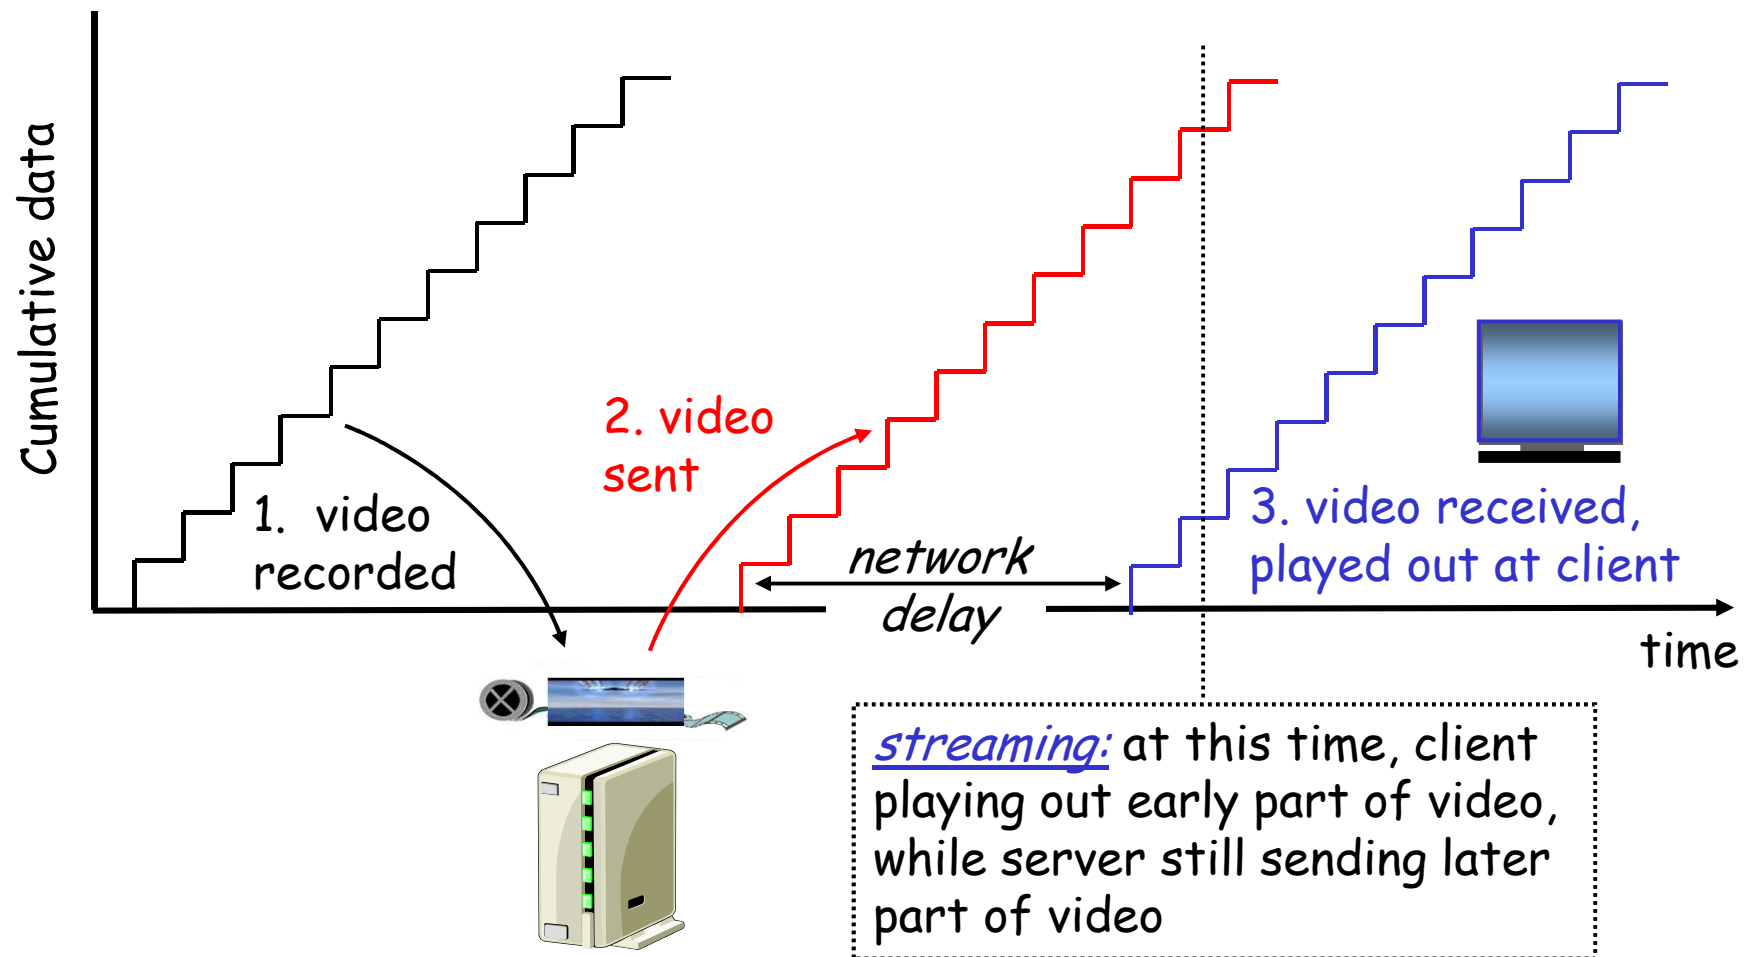 Cumulative data
1. video
recorded
2. video
sent
network
delay
3. video received,
played out at client
time
streaming: at this time, client
playing out early part of video,
while server still sending later
part of video